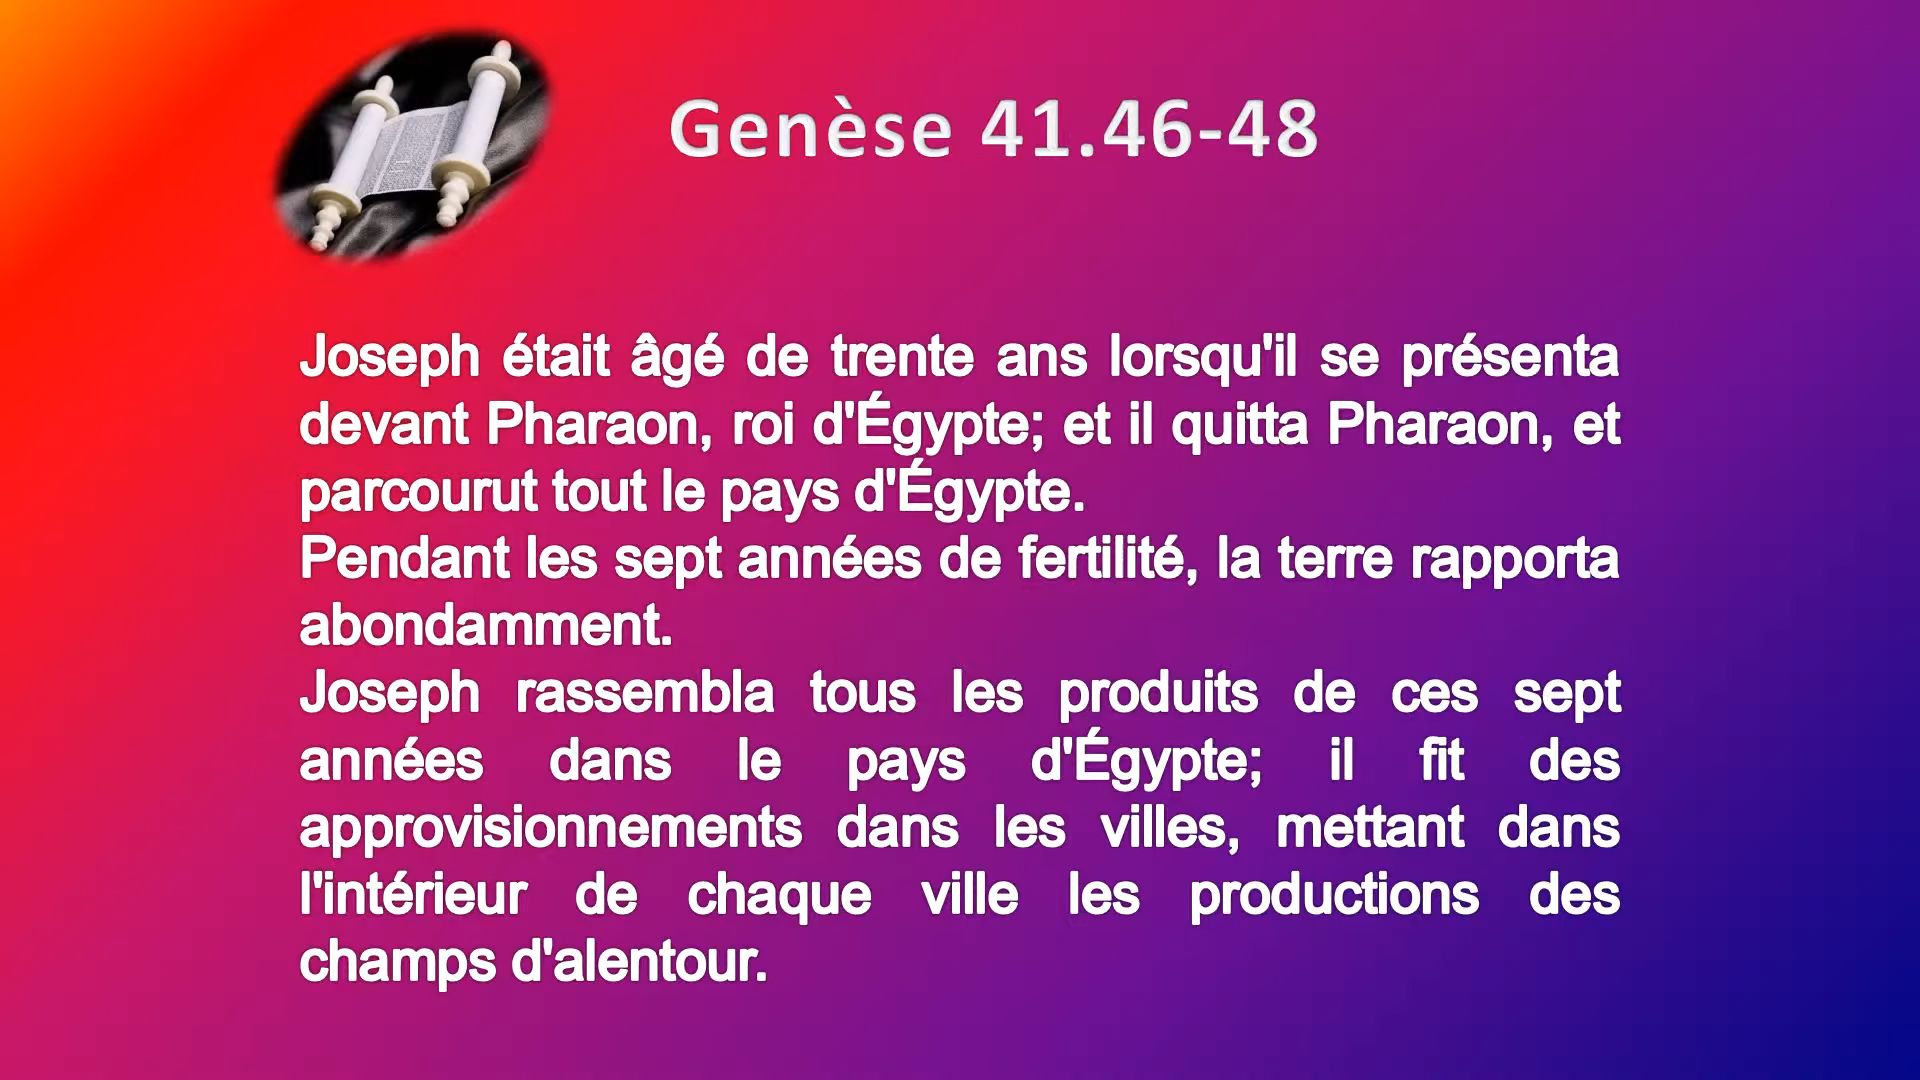 Genèse 41.46-48
Joseph était âgé de trente ans lorsqu'il se présenta
devant Pharaon, roi d'Égypte; et il quitta Pharaon, et
parcourut tout le pays d'Égypte.
Pendant les sept années de fertilité, la terre rapporta
abondamment.
Joseph rassembla tous les produits de ces sept
années dans le pays d'Égypte; il fit des
approvisionnements dans les villes, mettant dans
l'intérieur de chaque ville les productions des
champs d'alentour.